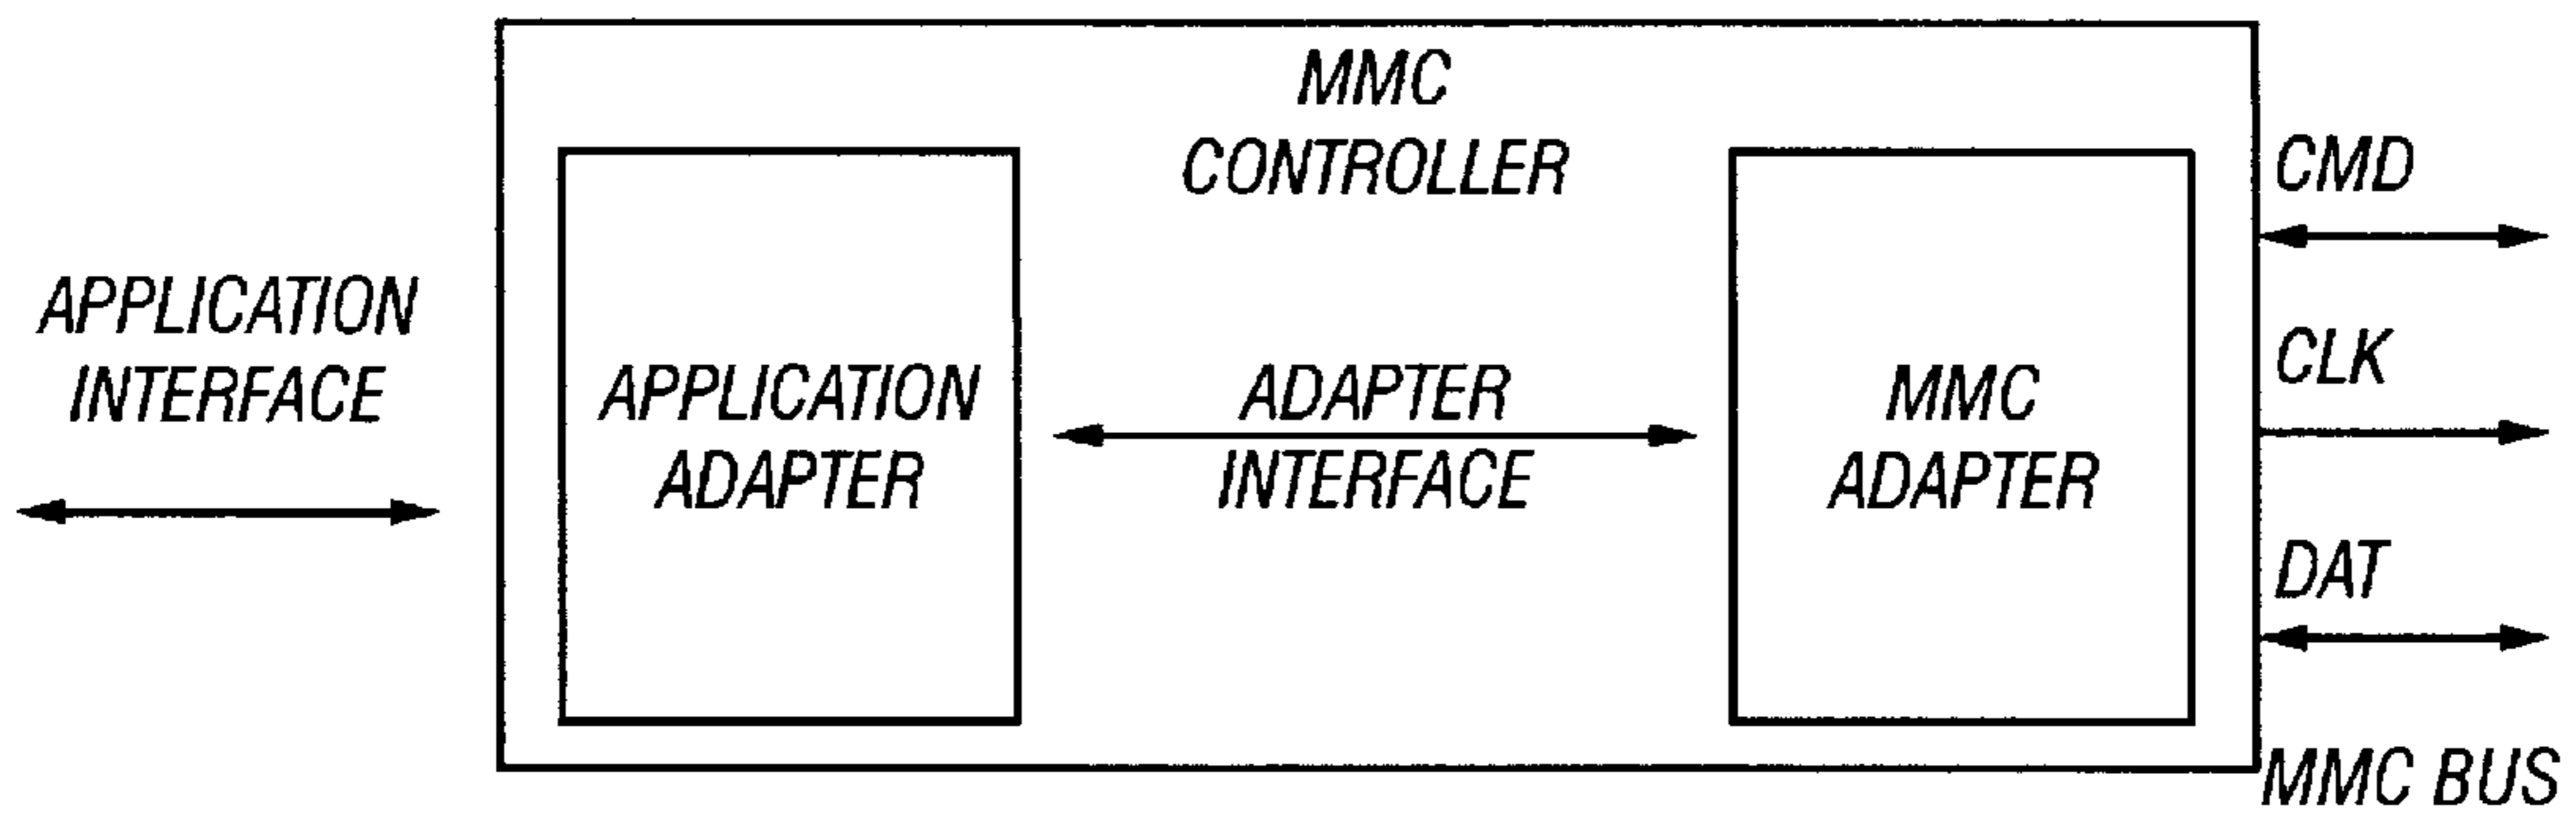 MMC
CONTROLLER
APPLICATION
INTERFACE
APPLICATION
ADAPTER
ADAPTER
INTERFACE
MMC
ADAPTER
CMD
CLK
DAT
MMC BUS